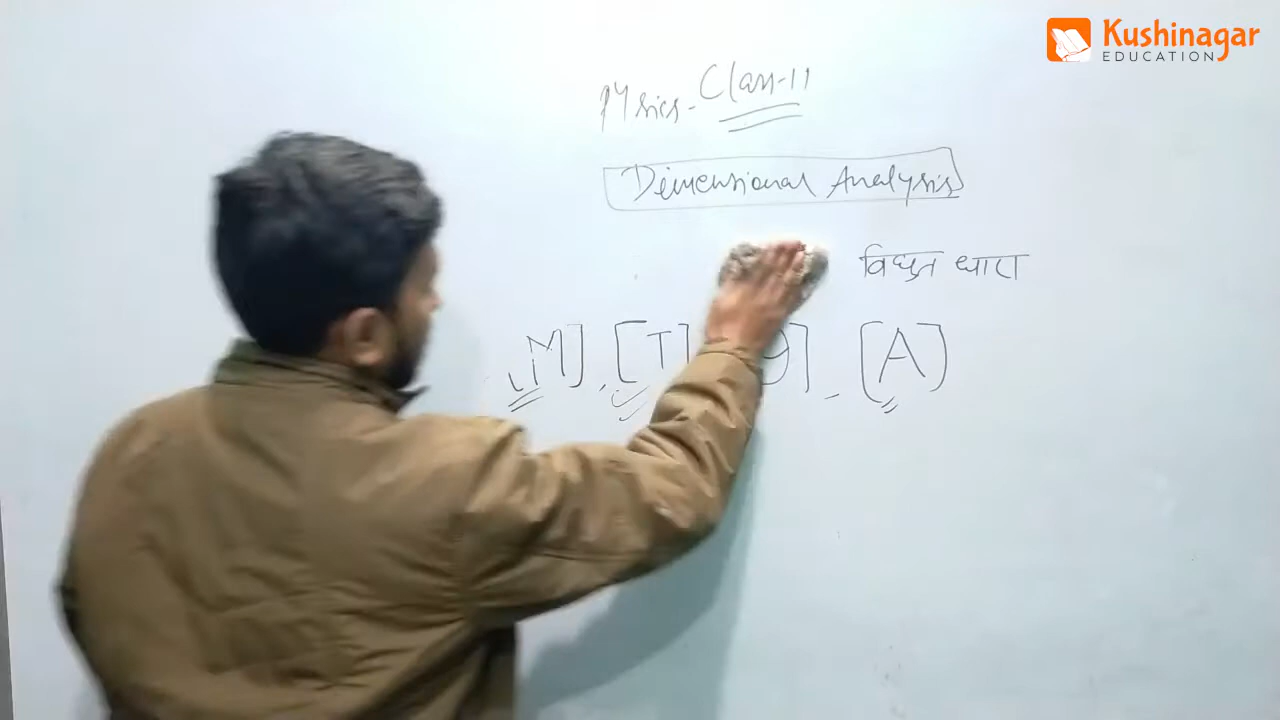 Kushinagar
EDUCATION
Physics - Class-11
Dimensional Analysis
विधुत धारा
M] , [T] θ] , [A]